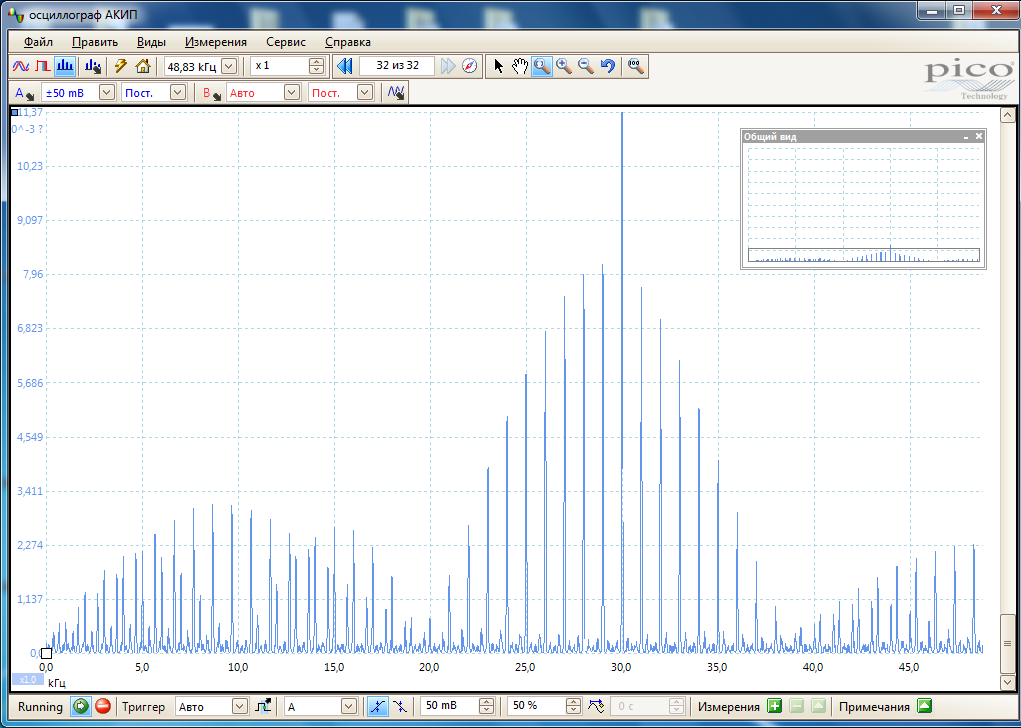 осциллограф АКИП
Файл Править Виды Измерения Сервис Справка
48,83 кГц x 1 32 из 32
pico
Technology
A ±50 mB Пост. B Авто Пост.
11,37
0^-3 ?
Общий вид
10,23
9,097
7,96
6,823
5,686
4,549
3,411
2,274
1,137
0,0
0,0 5,0 10,0 15,0 20,0 25,0 30,0 35,0 40,0 45,0
x1,0 кГц
Running Триггер Авто A 50 mB 50 % 0 с Измерения Примечания